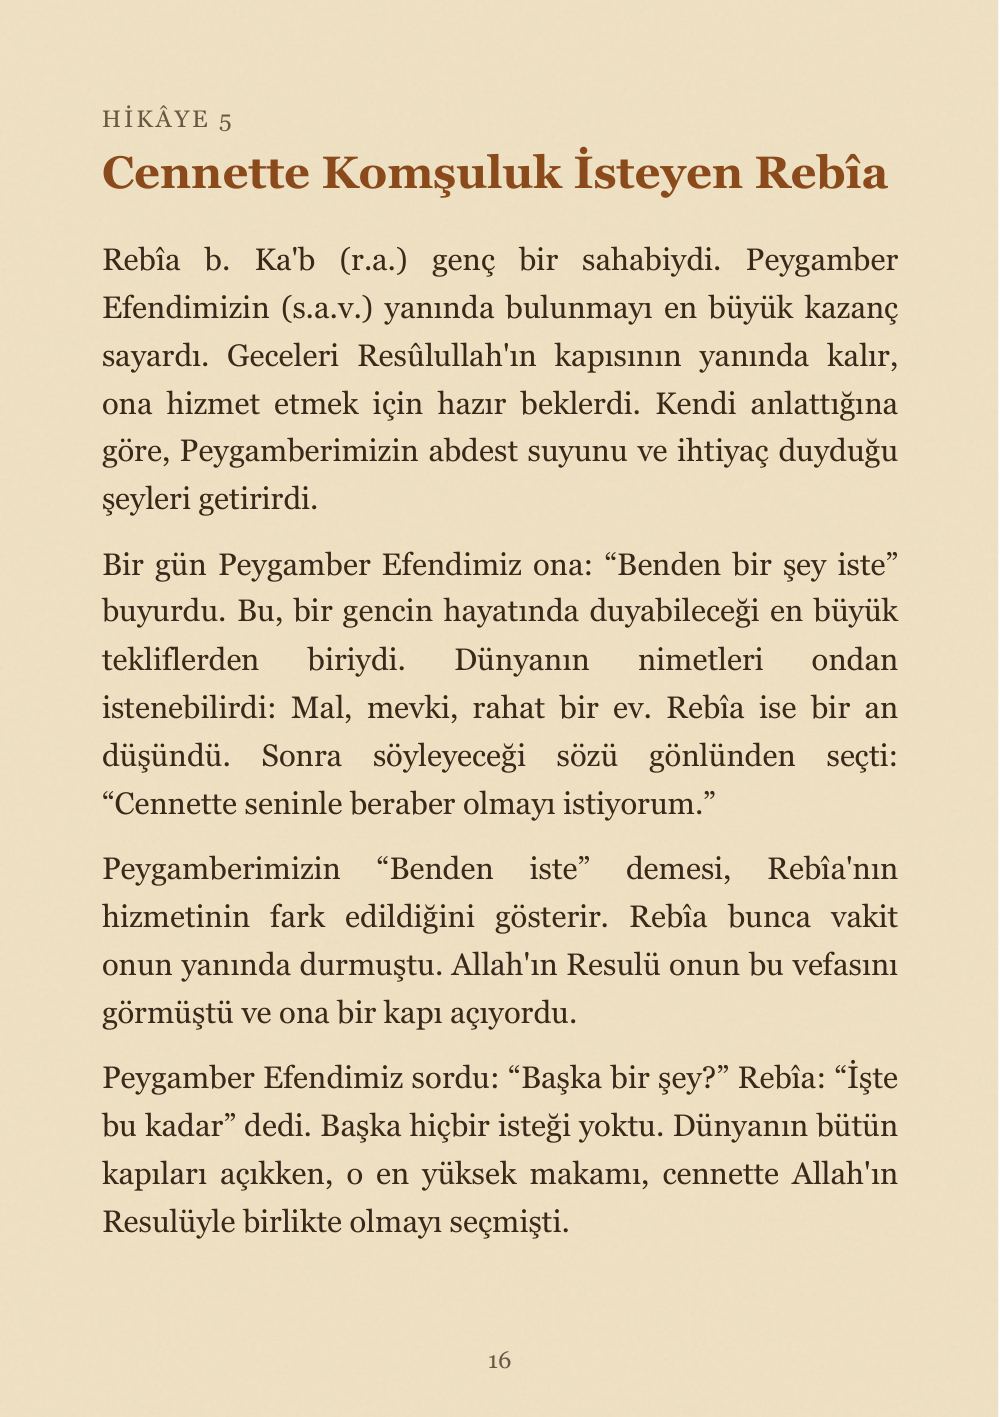 HİKÂYE 5
Cennette Komşuluk İsteyen Rebîa
Rebîa b. Ka'b (r.a.) genç bir sahabiydi. Peygamber
Efendimizin (s.a.v.) yanında bulunmayı en büyük kazanç
sayardı. Geceleri Resûlullah'ın kapısının yanında kalır,
ona hizmet etmek için hazır beklerdi. Kendi anlattığına
göre, Peygamberimizin abdest suyunu ve ihtiyaç duyduğu
şeyleri getirirdi.
Bir gün Peygamber Efendimiz ona: “Benden bir şey iste”
buyurdu. Bu, bir gencin hayatında duyabileceği en büyük
tekliflerden biriydi. Dünyanın nimetleri ondan
istenebilirdi: Mal, mevki, rahat bir ev. Rebîa ise bir an
düşündü. Sonra söyleyeceği sözü gönlünden seçti:
“Cennette seninle beraber olmayı istiyorum.”
Peygamberimizin “Benden iste” demesi, Rebîa'nın
hizmetinin fark edildiğini gösterir. Rebîa bunca vakit
onun yanında durmuştu. Allah'ın Resulü onun bu vefasını
görmüştü ve ona bir kapı açıyordu.
Peygamber Efendimiz sordu: “Başka bir şey?” Rebîa: “İşte
bu kadar” dedi. Başka hiçbir isteği yoktu. Dünyanın bütün
kapıları açıkken, o en yüksek makamı, cennette Allah'ın
Resulüyle birlikte olmayı seçmişti.
16